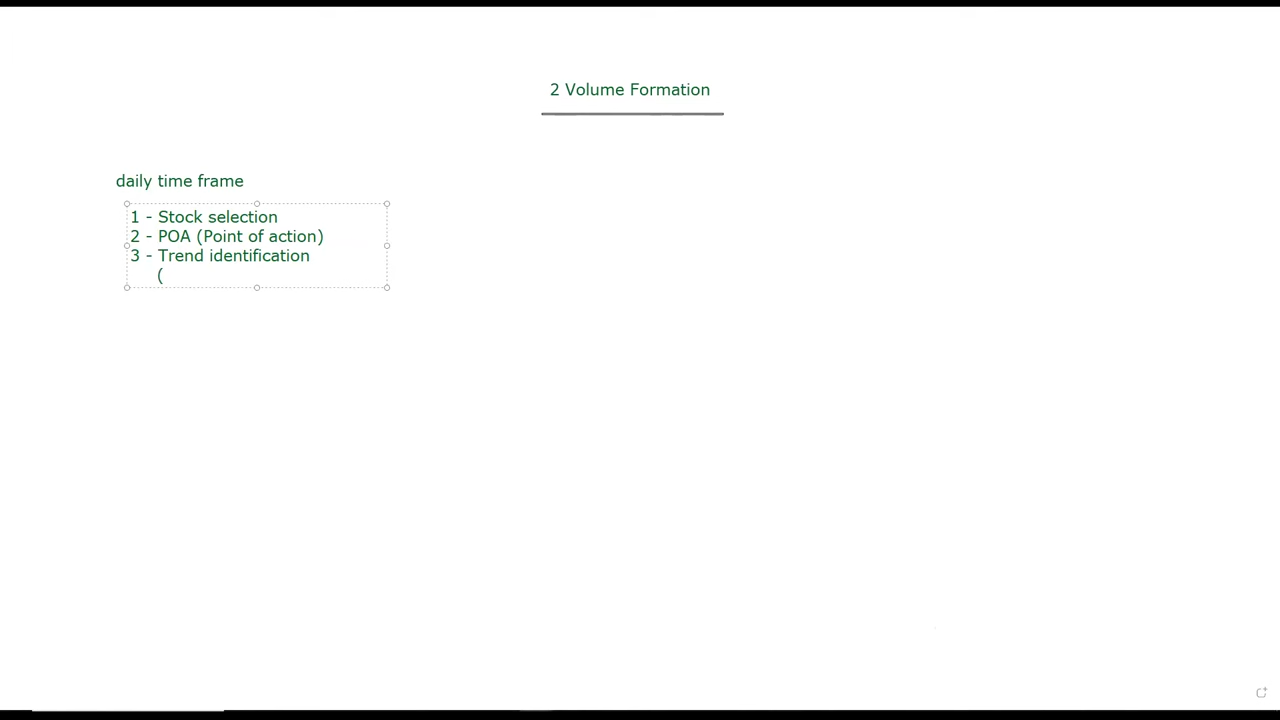 2 Volume Formation
daily time frame
1 - Stock selection
2 - POA (Point of action)
3 - Trend identification
(